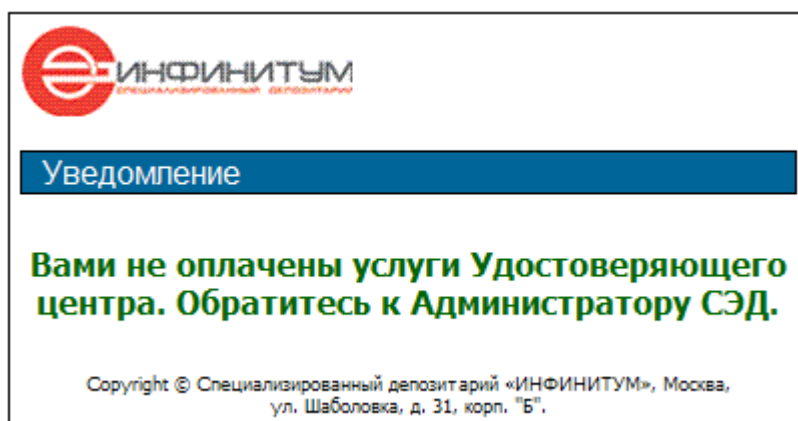 ИНФИНИТУМ
СПЕЦИАЛИЗИРОВАННЫЙ ДЕПОЗИТАРИЙ
Уведомление
Вами не оплачены услуги Удостоверяющего
центра. Обратитесь к Администратору СЭД.
Copyright © Специализированный депозитарий «ИНФИНИТУМ», Москва,
ул. Шаболовка, д. 31, корп. "Б".